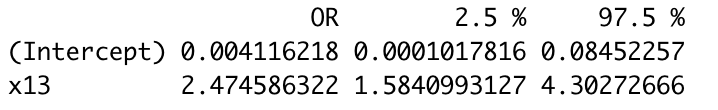 OR 2.5 % 97.5 %
(Intercept) 0.004116218 0.0001017816 0.08452257
x13 2.474586322 1.5840993127 4.30272666